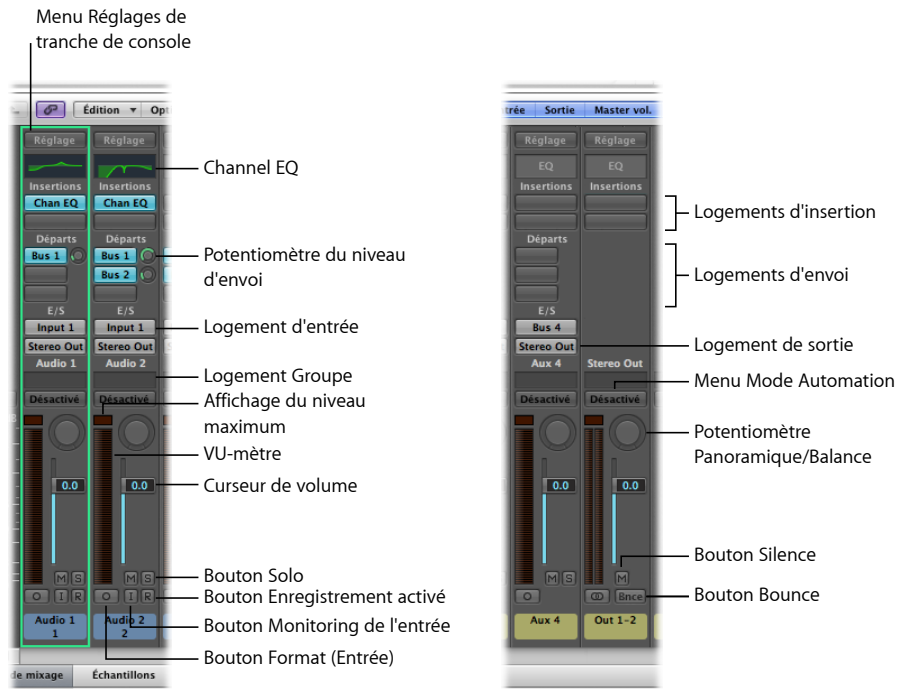 Menu Réglages de
tranche de console
Édition
Opt
rée
Sortie
Master vol.
Réglage
Réglage
Réglage
Réglage
EQ
EQ
Channel EQ
Insertions
Insertions
Insertions
Insertions
Chan EQ
Chan EQ
Logements d'insertion
Départs
Départs
Départs
Bus 1
Bus 1
Potentiomètre du niveau
d'envoi
Bus 2
Logements d'envoi
E/S
E/S
E/S
Input 1
Input 1
Bus 4
Logement d'entrée
Stereo Out
Stereo Out
Stereo Out
Logement de sortie
Audio 1
Audio 2
Aux 4
Stereo Out
Logement Groupe
Menu Mode Automation
Désactivé
Désactivé
Désactivé
Désactivé
Affichage du niveau
maximum
Potentiomètre
Panoramique/Balance
VU-mètre
0.0
0.0
0.0
0.0
Curseur de volume
Bouton Silence
M S
M S
M S
M
Bouton Solo
I R
I R
Bnce
Bouton Enregistrement activé
Bouton Bounce
Audio 1
1
Audio 2
2
Aux 4
Out 1-2
Bouton Monitoring de l'entrée
Bouton Format (Entrée)
de mixage
Échantillons